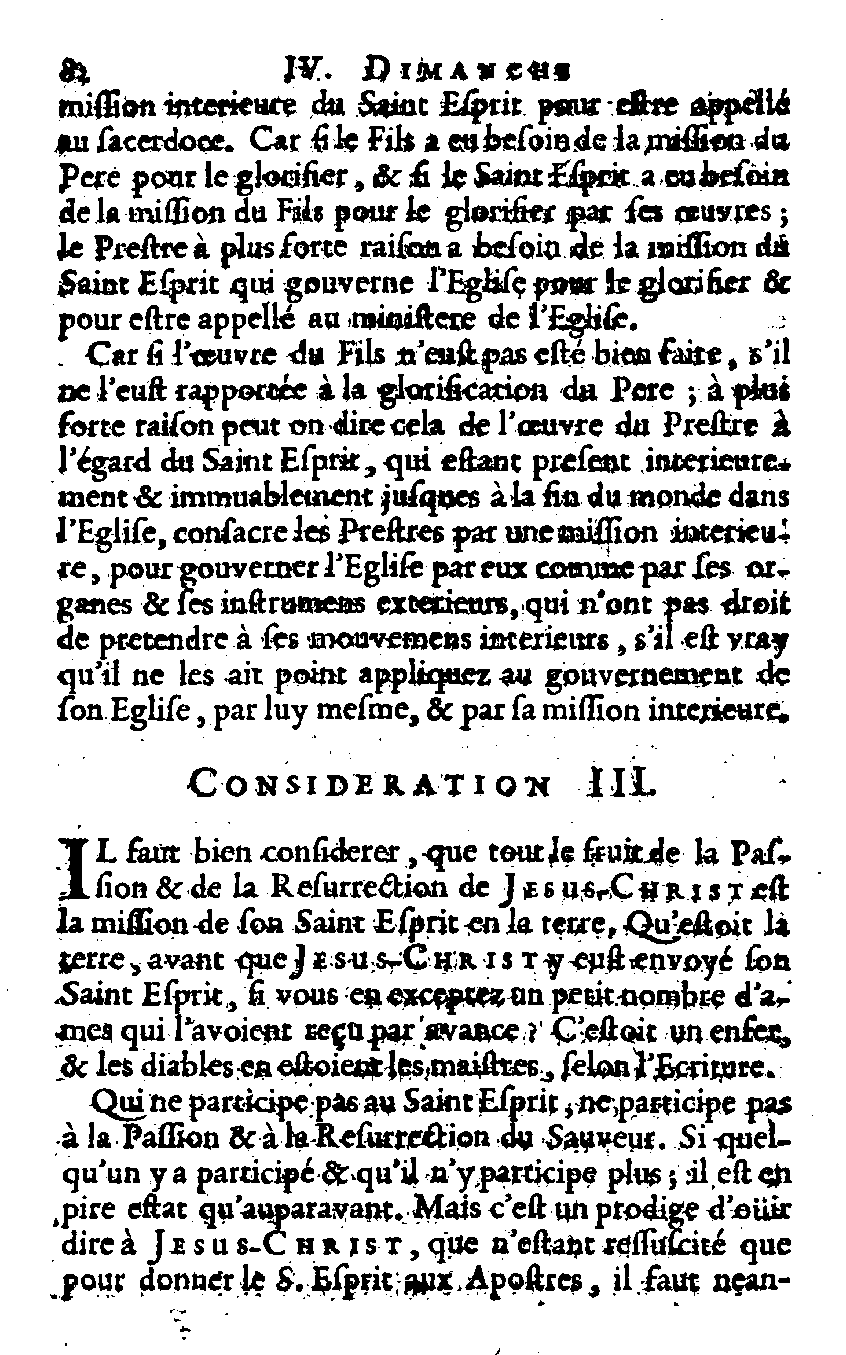 82 IV. DIMANCHE
miſſion interieure du Saint Eſprit pour eſtre appellé
au ſacerdoce. Car ſi le Fils a eu beſoin de la miſſion du
Pere pour le glorifier, & ſi le Saint Eſprit a eu beſoin
de la miſſion du Fils pour le glorifier par ſes œuvres ;
le Preſtre à plus forte raiſon a beſoin de la miſſion du
Saint Eſprit qui gouverne l'Egliſe pour le glorifier &
pour eſtre appellé au miniſtere de l'Egliſe.
Car ſi l'œuvre du Fils n'euſt pas eſté bien faite, s'il
ne l'euſt rapportée à la glorification du Pere ; à plus
forte raiſon peut on dire cela de l'œuvre du Preſtre à
l'égard du Saint Eſprit, qui eſtant preſent interieure-
ment & immuablement juſques à la fin du monde dans
l'Egliſe, conſacre les Preſtres par une miſſion interieu-
re, pour gouverner l'Egliſe par eux comme par ſes or-
ganes & ſes inſtrumens exterieurs, qui n'ont pas droit
de pretendre à ſes mouvemens interieurs, s'il eſt vray
qu'il ne les ait point appliquez au gouvernement de
ſon Egliſe, par luy meſme, & par ſa miſſion interieure.
CONSIDERATION III.
IL faut bien conſiderer, que tout le fruit de la Paſ-
ſion & de la Reſurrection de JESUS-CHRIST eſt
la miſſion de ſon Saint Eſprit en la terre, Qu'eſtoit la
terre, avant que JESUS-CHRIST y euſt envoyé ſon
Saint Eſprit, ſi vous en exceptez un petit nombre d'a-
mes qui l'avoient reçu par avance ? C'eſtoit un enfer,
& les diables en eſtoient les maiſtres, ſelon l'Ecriture.
Qui ne participe pas au Saint Eſprit, ne participe pas
à la Paſſion & à la Reſurrection du Sauveur. Si quel-
qu'un y a participé & qu'il n'y participe plus ; il eſt en
pire eſtat qu'auparavant. Mais c'eſt un prodige d'oüir
dire à JESUS-CHRIST, que n'eſtant reſſuſcité que
pour donner le S. Eſprit aux Apoſtres, il faut nean-